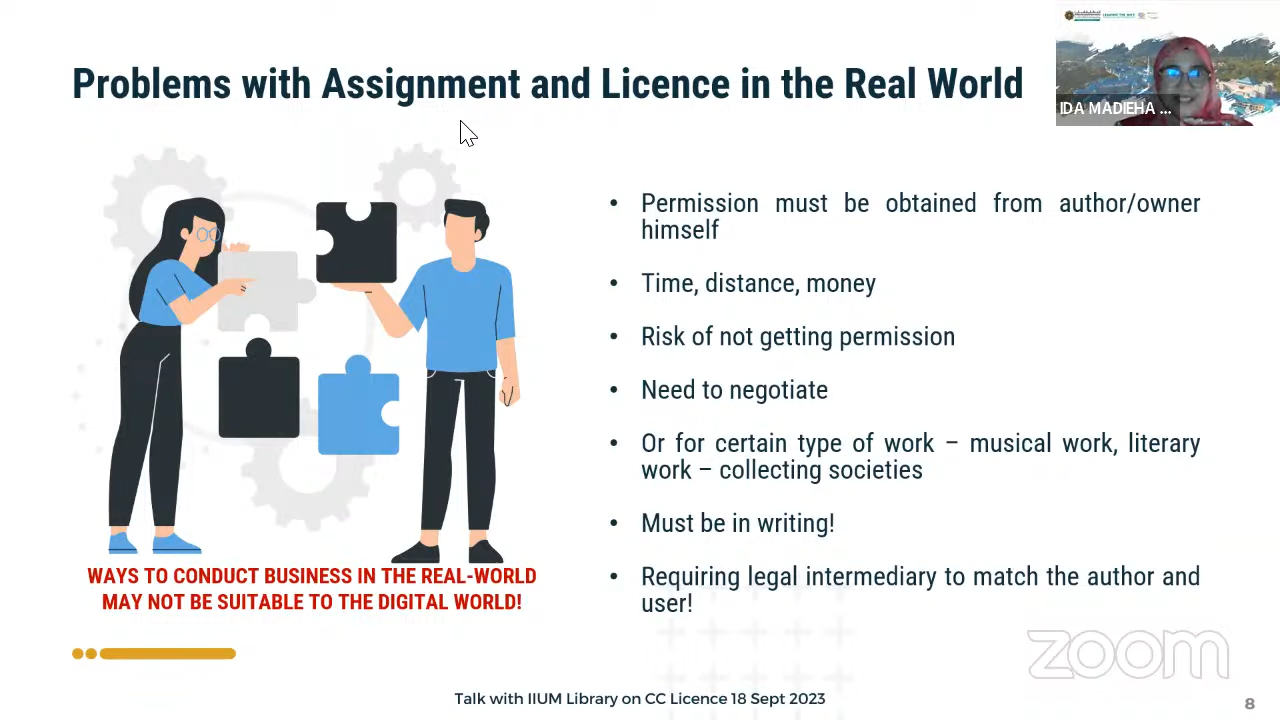 Problems with Assignment and Licence in the Real World
IDA MADIEHA ...
• Permission must be obtained from author/owner
himself
• Time, distance, money
• Risk of not getting permission
• Need to negotiate
• Or for certain type of work – musical work, literary
work – collecting societies
• Must be in writing!
• Requiring legal intermediary to match the author and
user!
WAYS TO CONDUCT BUSINESS IN THE REAL-WORLD
MAY NOT BE SUITABLE TO THE DIGITAL WORLD!
zoom
Talk with IIUM Library on CC Licence 18 Sept 2023
8